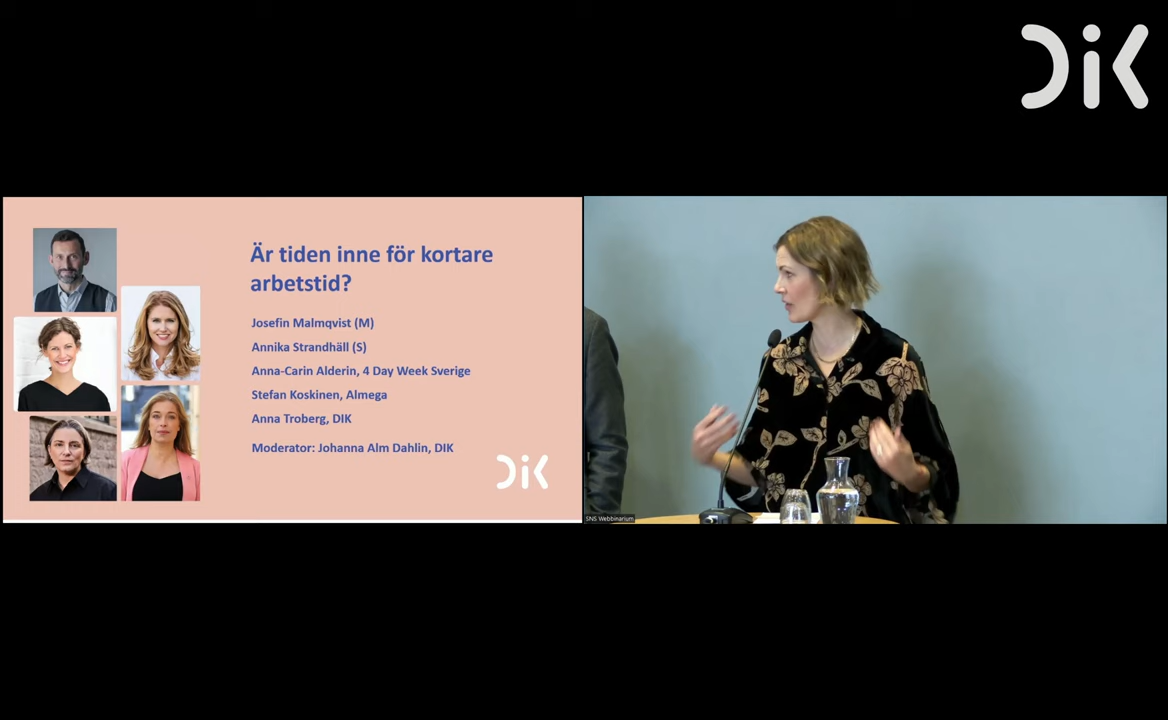 DiK
Är tiden inne för kortare
arbetstid?
Josefin Malmqvist (M)
Annika Strandhäll (S)
Anna-Carin Alderin, 4 Day Week Sverige
Stefan Koskinen, Almega
Anna Troberg, DIK
Moderator: Johanna Alm Dahlin, DIK
DiK
SNS Webbinarium